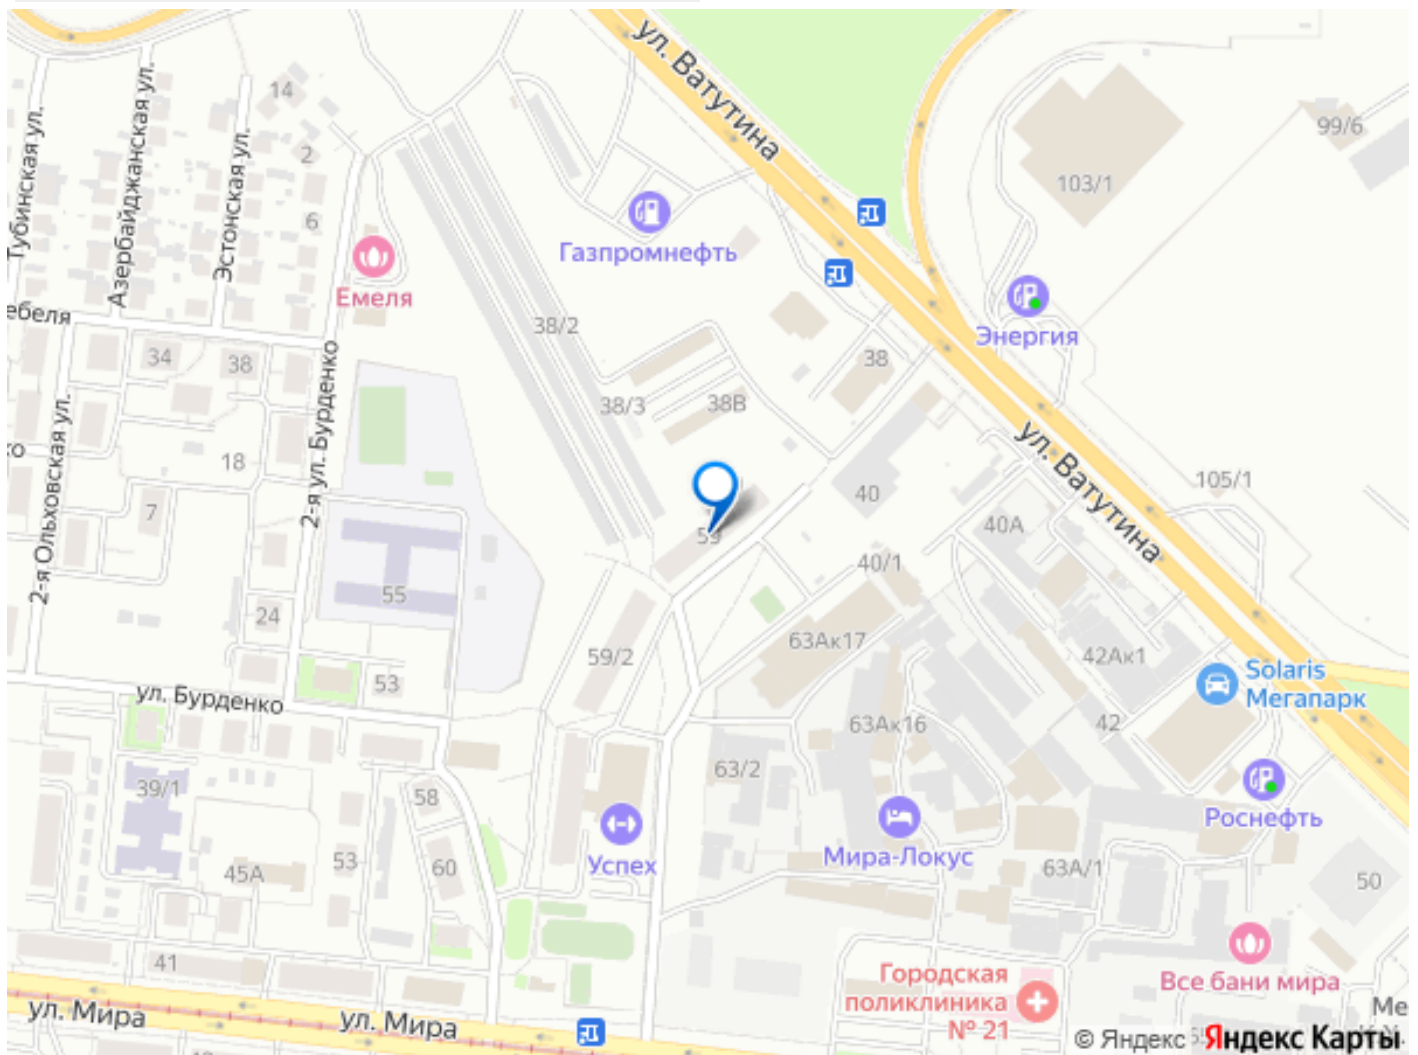 ул. Ватутина
14
Азербайджанская ул.
Тубинская ул.
Эстонская ул.
99/6
2
103/1
6
Газпромнефть
Емеля
ебеля
38/2
Энергия
34
38
38
2-я ул. Бурденко
38/3
38В
2-я Ольховская ул.
ул. Ватутина
18
105/1
40
7
40А
40/1
55
24
63Ак17
59/2
42Ак1
53
Solaris
Мегапарк
ул. Бурденко
63Ак16
42
63/2
39/1
58
Роснефть
Успех
Мира-Локус
53
60
45А
63А/1
50
41
Городская
поликлиника
№ 21
Все бани мира
ул. Мира
ул. Мира
Ме
© Яндекс Яндекс Карты